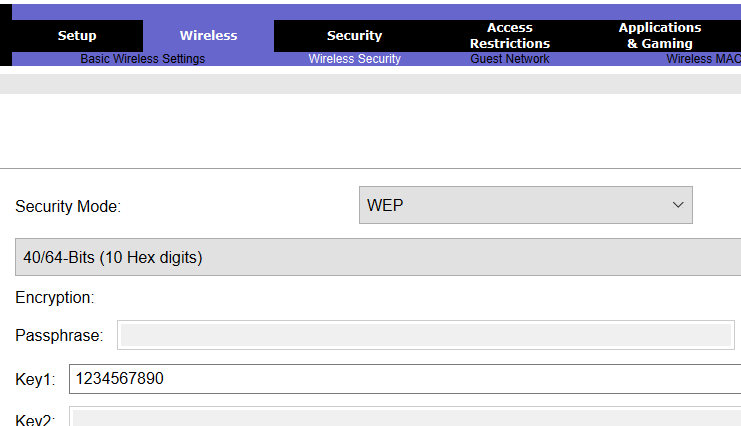 Setup Wireless Security Access Restrictions Applications & Gaming
Basic Wireless Settings Wireless Security Guest Network Wireless MAC
Security Mode: WEP
40/64-Bits (10 Hex digits)
Encryption:
Passphrase:
Key1: 1234567890
Key2: